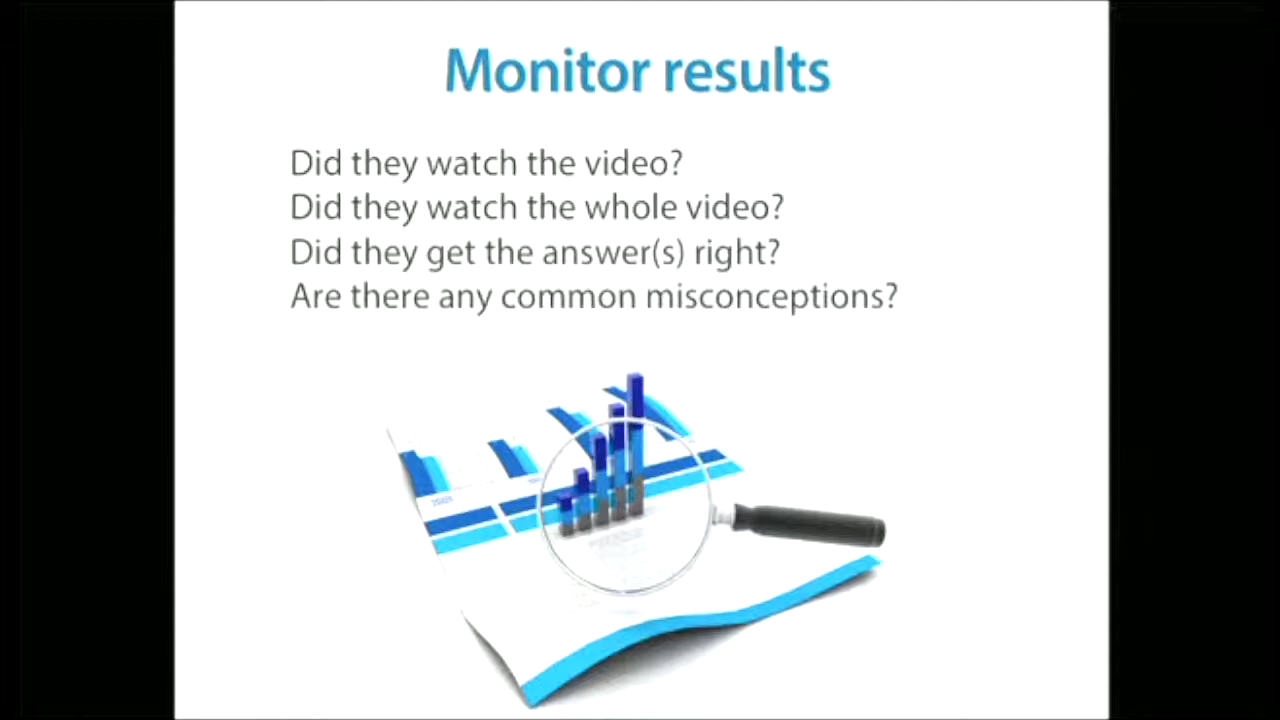 Monitor results
Did they watch the video?
Did they watch the whole video?
Did they get the answer(s) right?
Are there any common misconceptions?